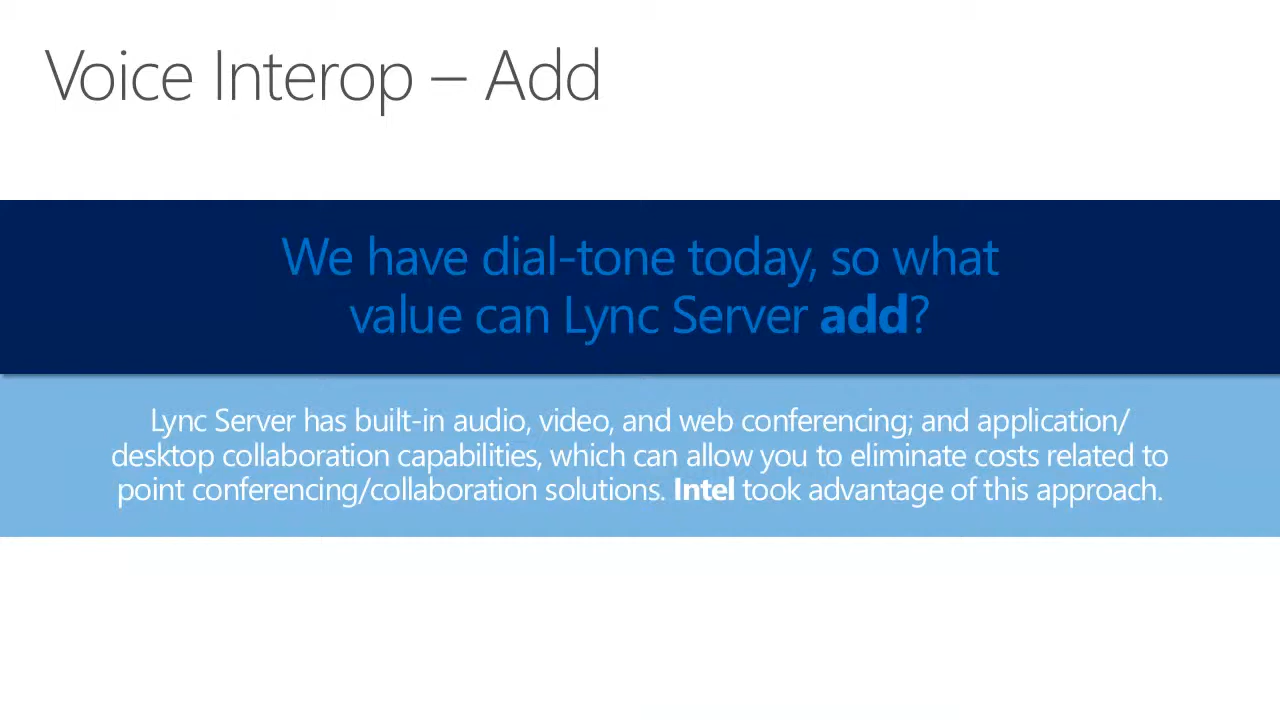 Voice Interop – Add
We have dial-tone today, so what
value can Lync Server add?
Lync Server has built-in audio, video, and web conferencing; and application/
desktop collaboration capabilities, which can allow you to eliminate costs related to
point conferencing/collaboration solutions. Intel took advantage of this approach.